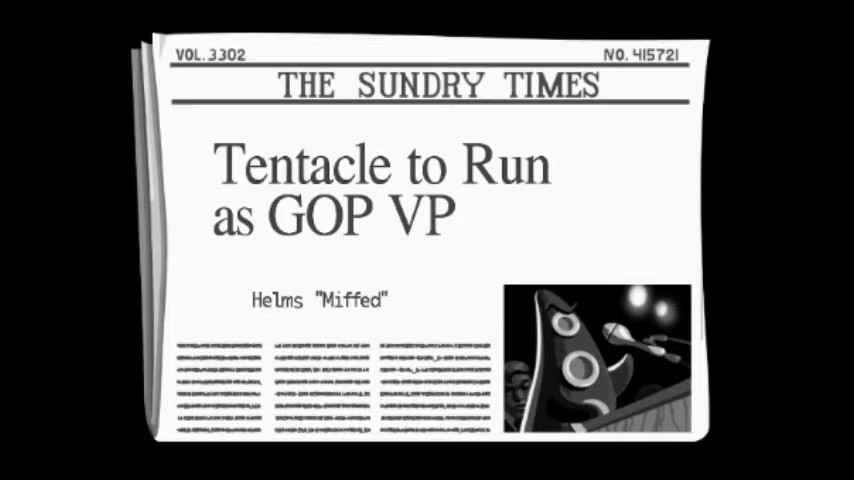 VOL. 3302
NO. 415721
THE SUNDRY TIMES
Tentacle to Run
as GOP VP
Helms "Miffed"